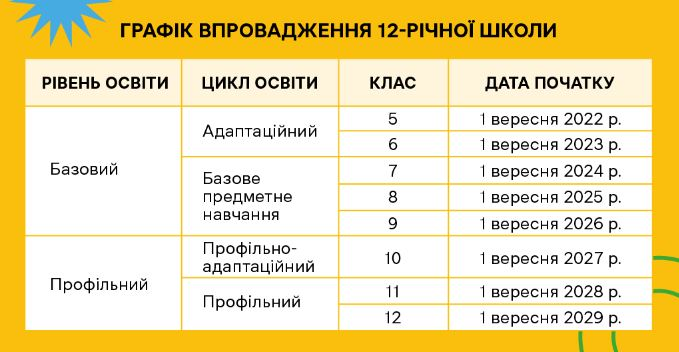 ГРАФІК ВПРОВАДЖЕННЯ 12-РІЧНОЇ ШКОЛИ
РІВЕНЬ ОСВІТИ ЦИКЛ ОСВІТИ КЛАС ДАТА ПОЧАТКУ
Базовий
Адаптаційний
5 1 вересня 2022 р.
6 1 вересня 2023 р.
Базове
предметне
навчання
7 1 вересня 2024 р.
8 1 вересня 2025 р.
9 1 вересня 2026 р.
Профільний
Профільно-
адаптаційний
10 1 вересня 2027 р.
Профільний
11 1 вересня 2028 р.
12 1 вересня 2029 р.